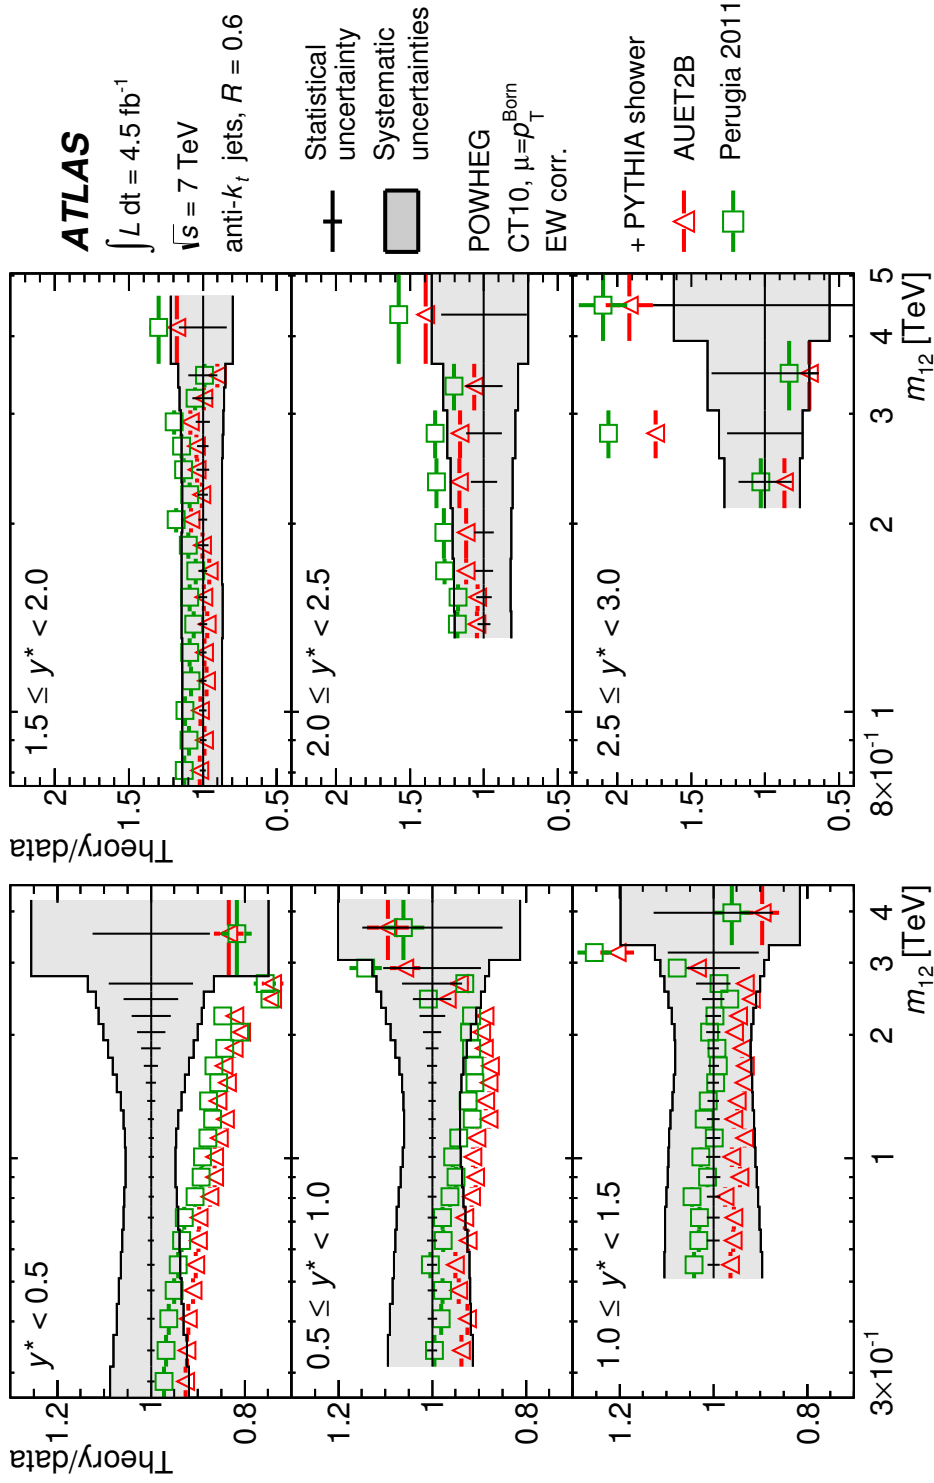 ATLAS
∫ L dt = 4.5 fb⁻¹
√s = 7 TeV
anti-kₜ jets, R = 0.6
Statistical
uncertainty
Systematic
uncertainties
POWHEG
CT10, μ=p_T^Born
EW corr.
+ PYTHIA shower
AUET2B
Perugia 2011
Theory/data
y* < 0.5
1.2
1
0.8
0.5 ≤ y* < 1.0
1.2
1
0.8
1.0 ≤ y* < 1.5
1.2
1
0.8
3×10⁻¹
1
2
3
4
m₁₂ [TeV]
Theory/data
1.5 ≤ y* < 2.0
2
1.5
1
0.5
2.0 ≤ y* < 2.5
2
1.5
1
0.5
2.5 ≤ y* < 3.0
2
1.5
1
0.5
8×10⁻¹
1
2
3
4
5
m₁₂ [TeV]